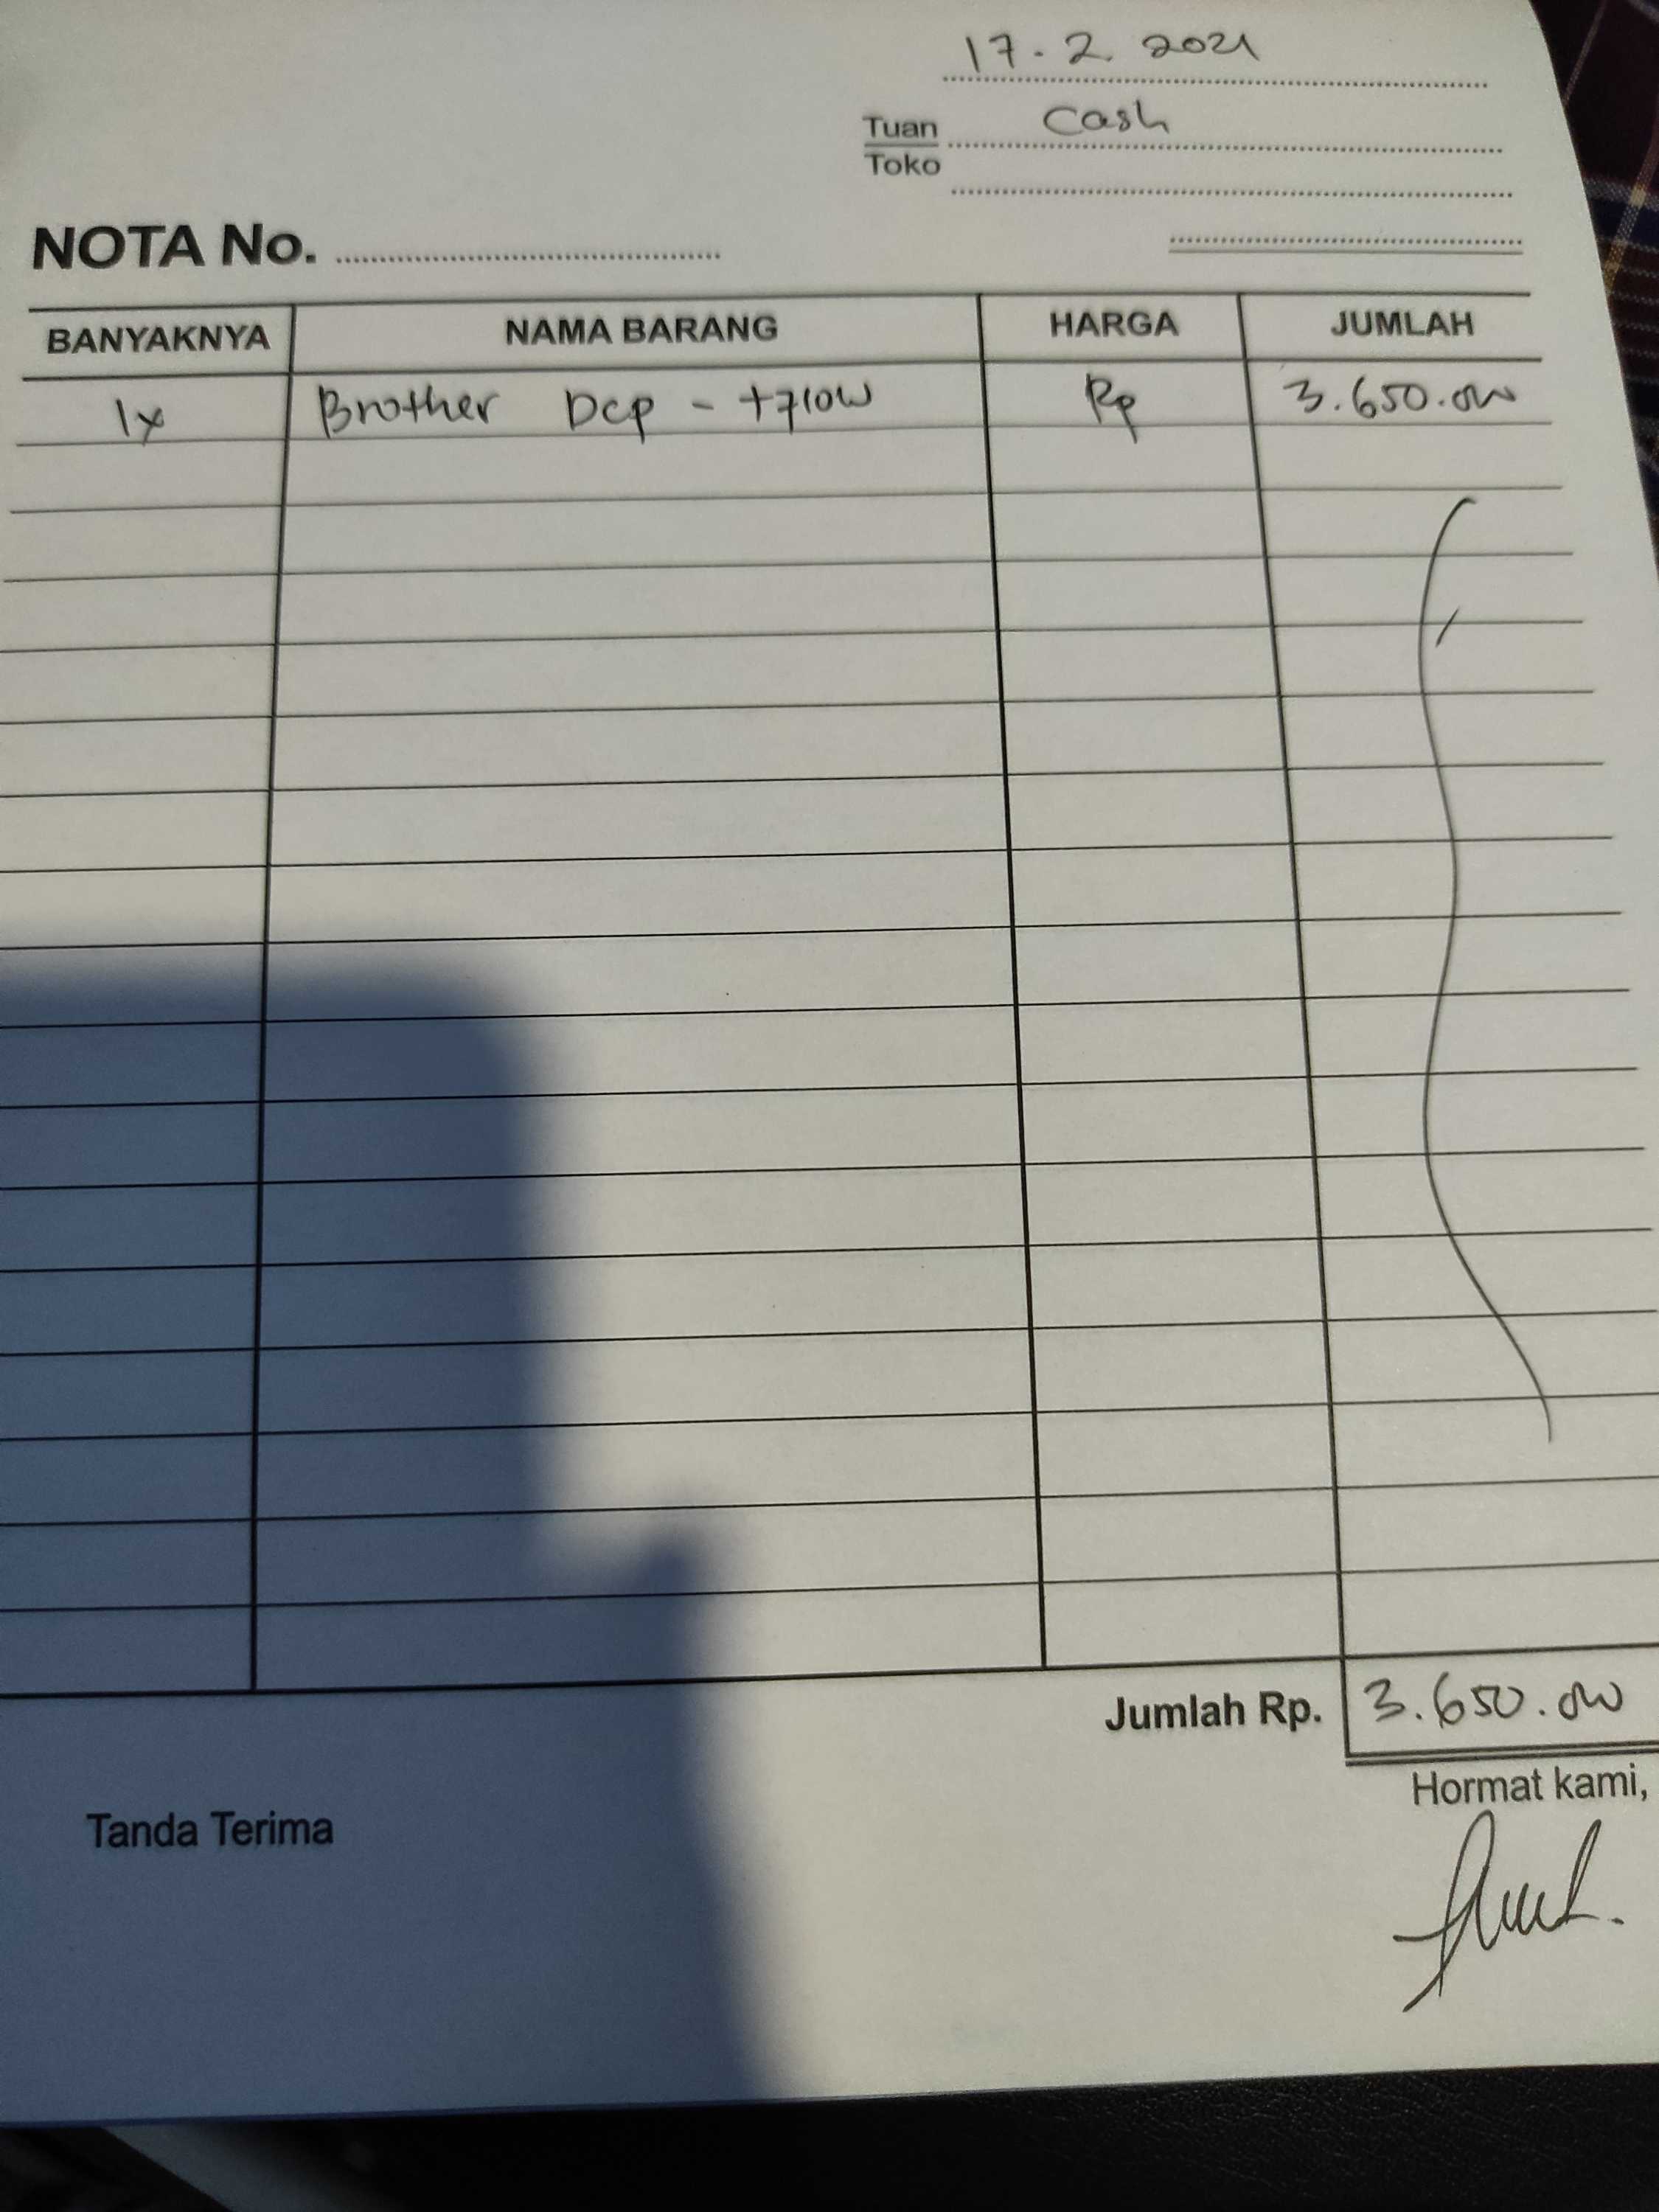 17.2.2021
Tuan Cash
Toko
NOTA No.
BANYAKNYA NAMA BARANG HARGA JUMLAH
1x Brother Dcp - t710w Rp 3.650.000
Jumlah Rp. 3.650.000
Hormat kami,
Tanda Terima